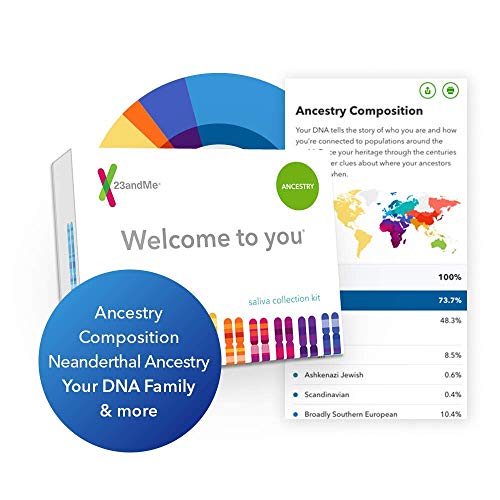 23andMe®
ANCESTRY
Welcome to you®
saliva collection kit
Ancestry
Composition
Neanderthal Ancestry
Your DNA Family
& more
Ancestry Composition
Your DNA tells the story of who you are and how
you're connected to populations around the
ce your heritage through the centuries
er clues about where your ancestors
when.
100%
73.7%
48.3%
8.5%
Ashkenazi Jewish 0.6%
Scandinavian 0.4%
Broadly Southern European 10.4%